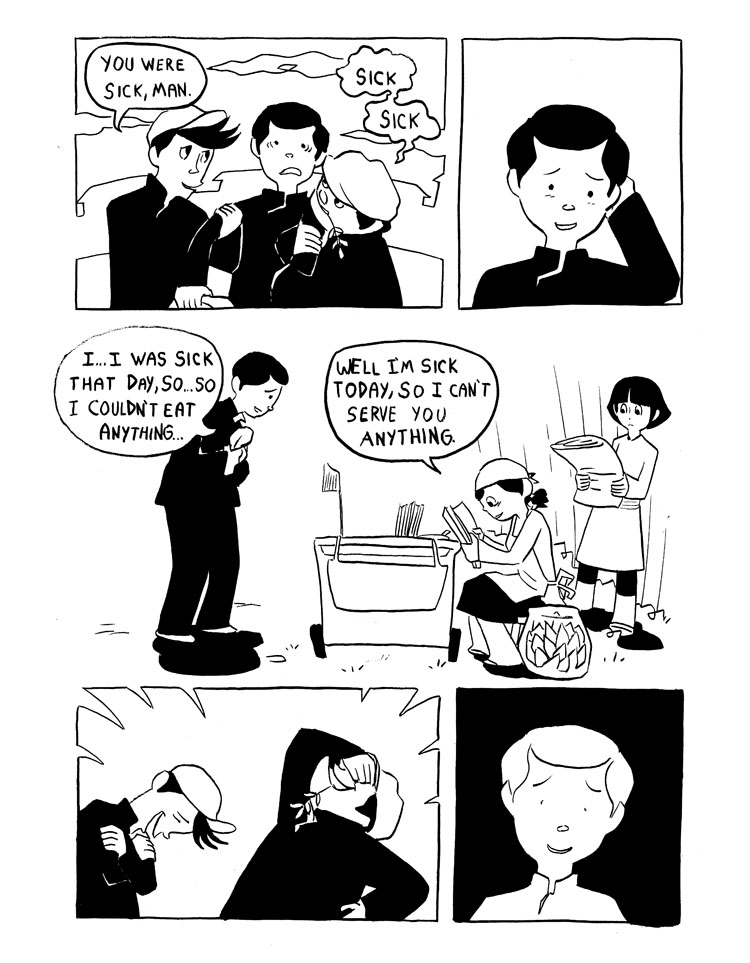 YOU WERE
SICK, MAN.
SICK
SICK
I...I WAS SICK
THAT DAY, SO...SO
I COULDN'T EAT
ANYTHING...
WELL I'M SICK
TODAY, SO I CAN'T
SERVE YOU
ANYTHING.